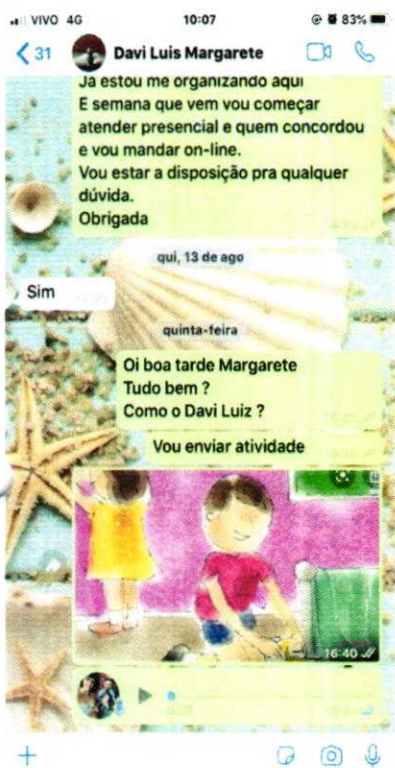 VIVO 4G 10:07 83%
31 Davi Luis Margarete
Ja estou me organizando aqui
E semana que vem vou começar
atender presencial e quem concordou
e vou mandar on-line.
Vou estar a disposição pra qualquer
dúvida.
Obrigada
qui, 13 de ago
Sim
quinta-feira
Oi boa tarde Margarete
Tudo bem ?
Como o Davi Luiz ?
Vou enviar atividade
16:40